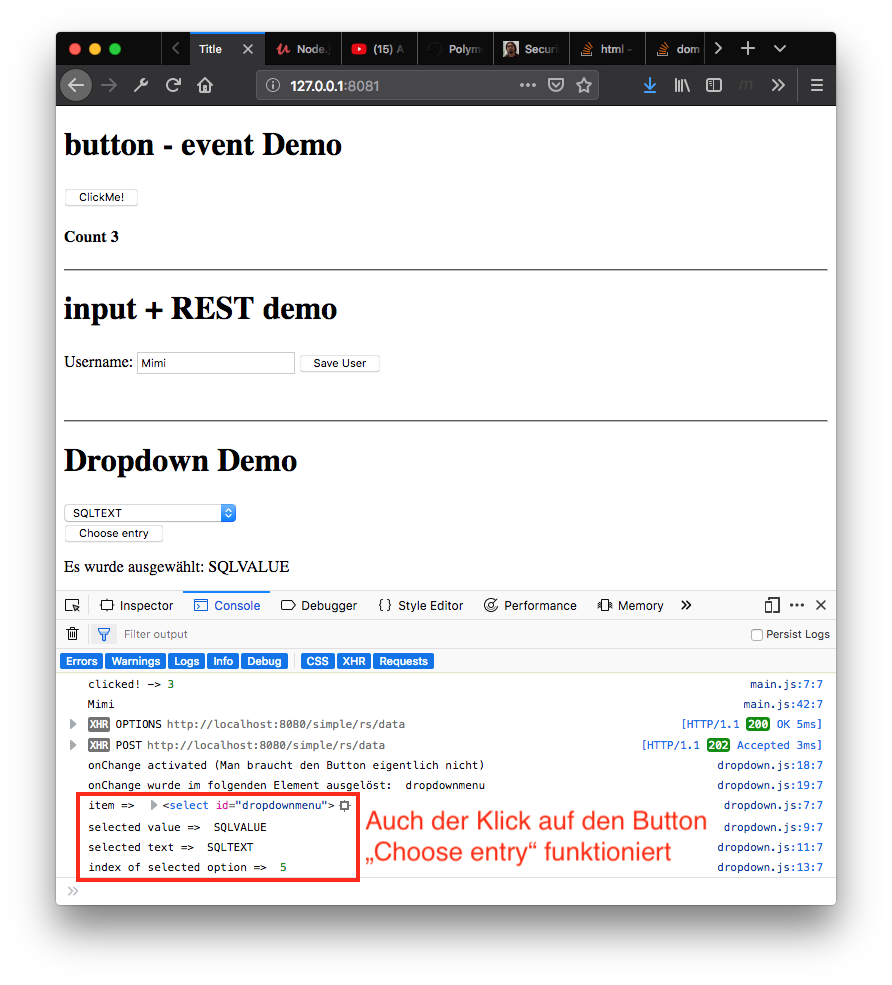 Title
Node.
(15) A
Polym
Securi
html -
dom
127.0.0.1:8081
button - event Demo
ClickMe!
Count 3
input + REST demo
Username: Mimi Save User
Dropdown Demo
SQLTEXT
Choose entry
Es wurde ausgewählt: SQLVALUE
Inspector Console Debugger { } Style Editor Performance Memory
Filter output Persist Logs
Errors Warnings Logs Info Debug CSS XHR Requests
clicked! –> 3 main.js:7:7
Mimi main.js:42:7
XHR OPTIONS http://localhost:8080/simple/rs/data [HTTP/1.1 200 OK 5ms]
XHR POST http://localhost:8080/simple/rs/data [HTTP/1.1 202 Accepted 3ms]
onChange activated (Man braucht den Button eigentlich nicht) dropdown.js:18:7
onChange wurde im folgenden Element ausgelöst: dropdownmenu dropdown.js:19:7
item => <select id="dropdownmenu"> dropdown.js:7:7
selected value => SQLVALUE dropdown.js:9:7
selected text => SQLTEXT dropdown.js:11:7
index of selected option => 5 dropdown.js:13:7
Auch der Klick auf den Button
„Choose entry“ funktioniert